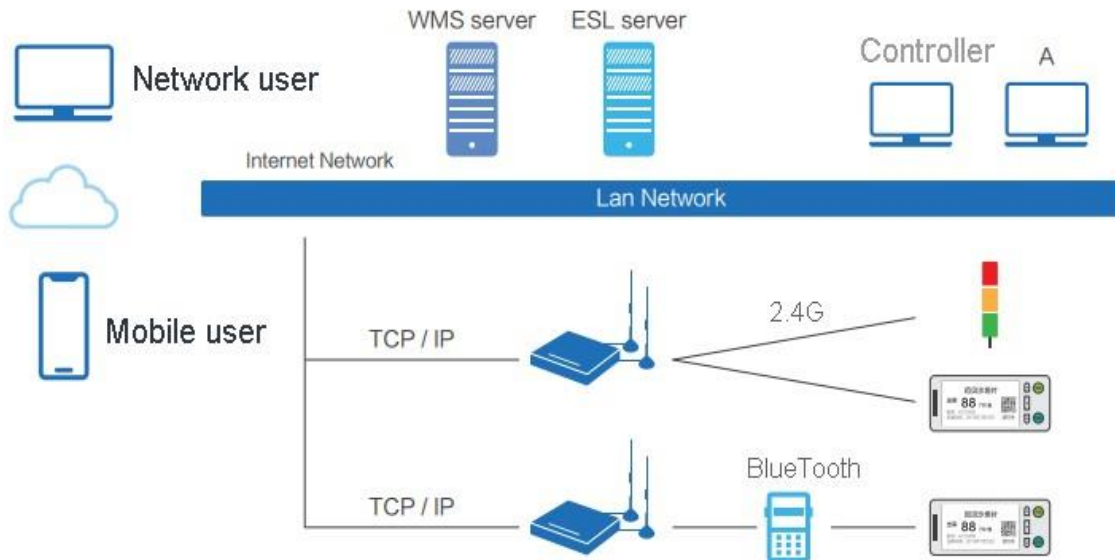 WMS server
ESL server
Controller
A
Network user
Internet Network
Lan Network
Mobile user
TCP / IP
2.4G
88
TCP / IP
BlueTooth
88